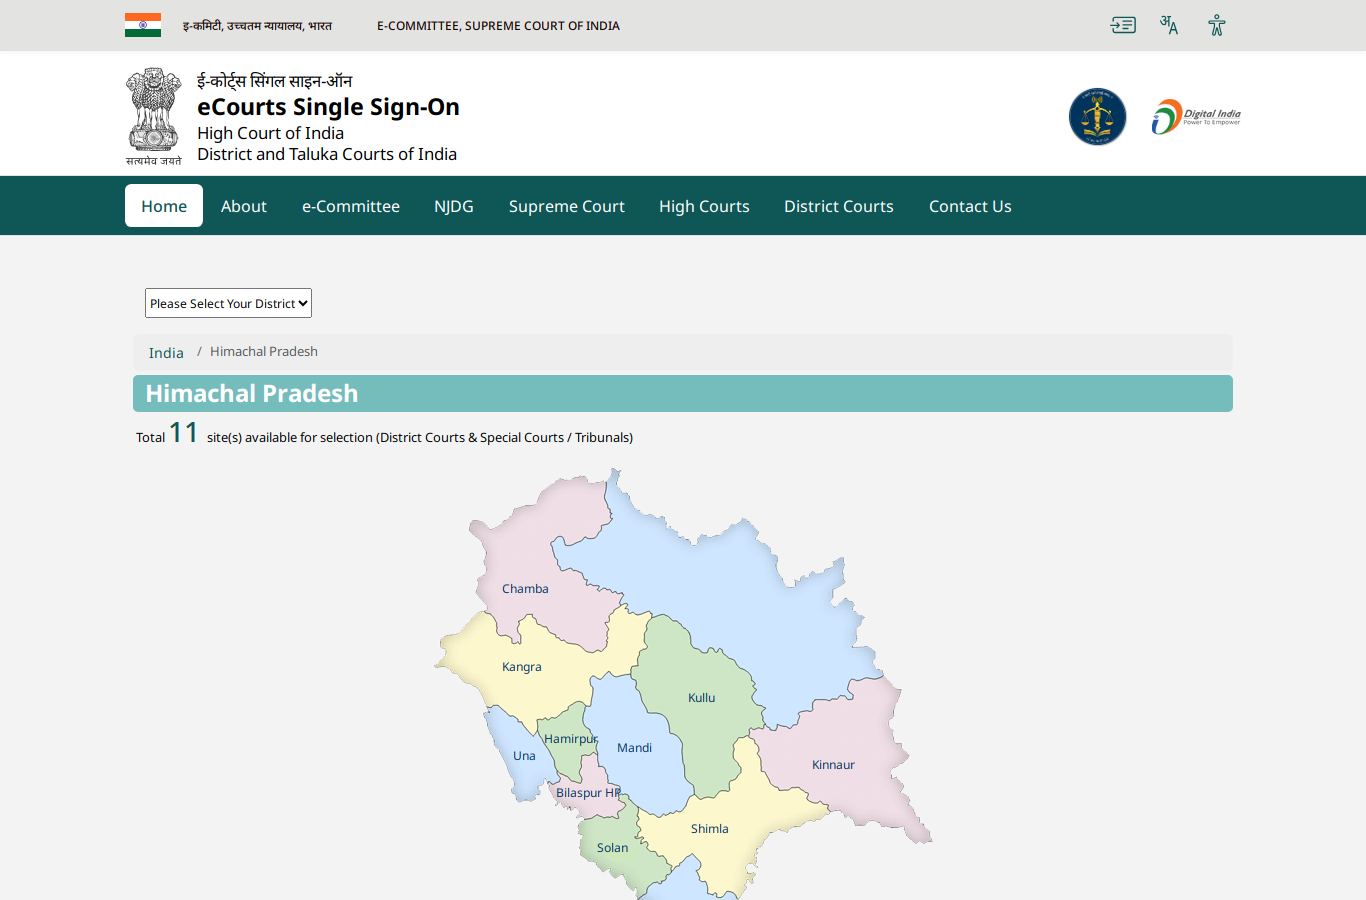 इ-कमिटी, उच्चतम न्यायालय, भारत
E-COMMITTEE, SUPREME COURT OF INDIA
अ A
ई-कोर्ट्स सिंगल साइन-ऑन
eCourts Single Sign-On
High Court of India
District and Taluka Courts of India
सत्यमेव जयते
Digital India
Power To Empower
Home About e-Committee NJDG Supreme Court High Courts District Courts Contact Us
Please Select Your District
India / Himachal Pradesh
Himachal Pradesh
Total 11 site(s) available for selection (District Courts & Special Courts / Tribunals)
Chamba
Kangra
Kullu
Hamirpur
Mandi
Una
Kinnaur
Bilaspur HP
Shimla
Solan